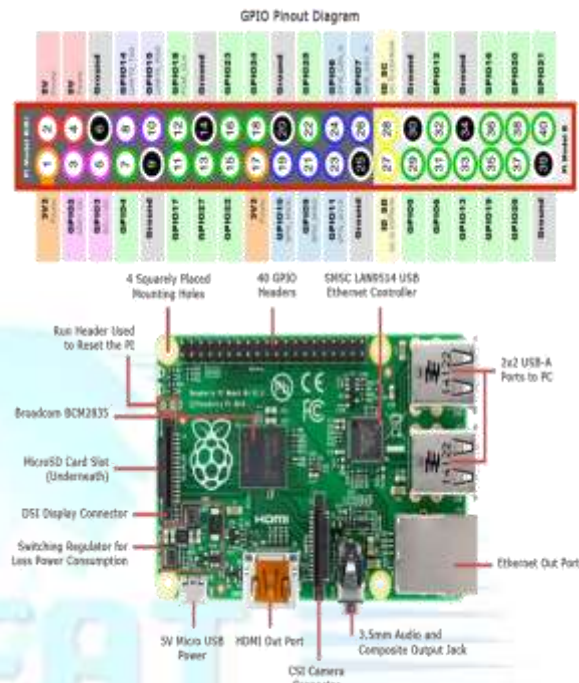 GPIO Pinout Diagram
5V
5V
Ground
GPIO14
GPIO15
GPIO18
Ground
GPIO23
GPIO24
Ground
GPIO25
GPIO8
GPIO7
ID_SC
Ground
GPIO12
Ground
GPIO16
GPIO20
GPIO21
2 4 6 8 10 12 14 16 18 20 22 24 26 28 30 32 34 36 38 40
1 3 5 7 9 11 13 15 17 19 21 23 25 27 29 31 33 35 37 39
3V3
GPIO2
GPIO3
GPIO4
Ground
GPIO17
GPIO27
GPIO22
3V3
GPIO10
GPIO9
GPIO11
Ground
ID_SD
GPIO5
GPIO6
GPIO13
GPIO19
GPIO26
Ground
4 Squarely Placed
Mounting Holes
40 GPIO
Headers
SMSC LAN9514 USB
Ethernet Controller
Run Header Used
to Reset the PI
2x2 USB-A
Ports to PC
Broadcom BCM2835
MicroSD Card Slot
(Underneath)
DSI Display Connector
HDMI
Switching Regulator for
Less Power Consumption
Ethernet Out Port
5V Micro USB
Power
HDMI Out Port
3.5mm Audio and
Composite Output Jack
CSI Camera